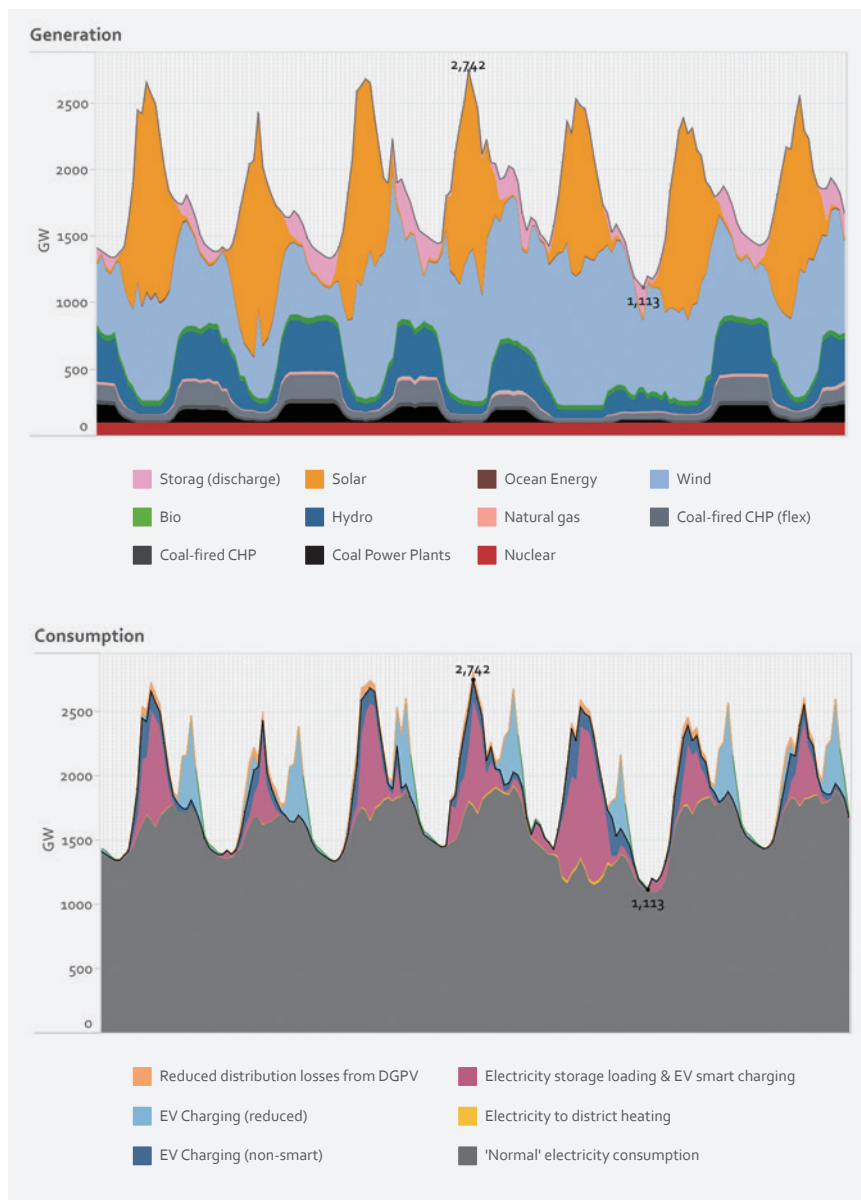 Generation
2,742
2500
2000
1500
GW
1000
1,113
500
0
Storag (discharge) Solar Ocean Energy Wind
Bio Hydro Natural gas Coal-fired CHP (flex)
Coal-fired CHP Coal Power Plants Nuclear
Consumption
2,742
2500
2000
1500
GW
1000
1,113
500
0
Reduced distribution losses from DGPV Electricity storage loading & EV smart charging
EV Charging (reduced) Electricity to district heating
EV Charging (non-smart) 'Normal' electricity consumption